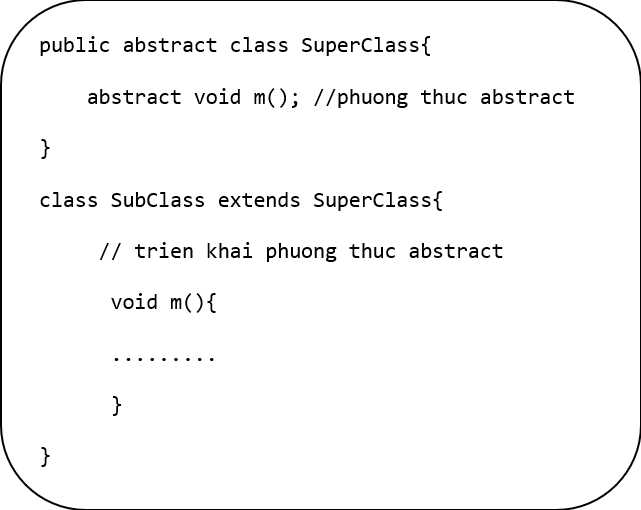 public abstract class SuperClass{
abstract void m(); //phuong thuc abstract
}
class SubClass extends SuperClass{
// trien khai phuong thuc abstract
void m(){
.........
}
}